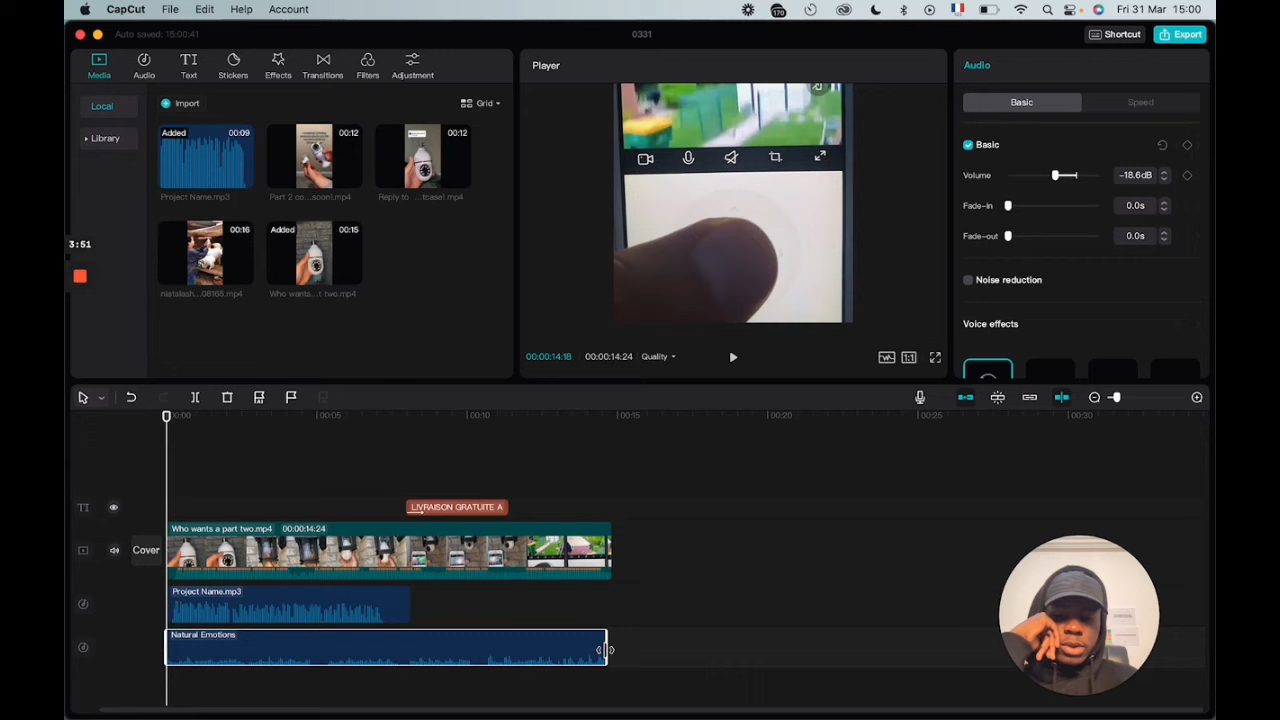 CapCut File Edit Help Account
170
Fri 31 Mar 15:00
Auto saved: 15:00:41
0331
Shortcut
Export
Media Audio Text Stickers Effects Transitions Filters Adjustment
Player
Audio
Local
Library
Import
Grid
Basic
Speed
Added 00:09
Project Name.mp3
00:12
Part 2 co...soon!.mp4
00:12
Reply to ...tcase!.mp4
Basic
Volume -18.6dB
Fade-in 0.0s
Fade-out 0.0s
Noise reduction
Voice effects
3:51
00:16
Added 00:15
Who wants...t two.mp4
00:00:14:18 00:00:14:24 Quality
1:1
00:00 00:05 00:10 00:15 00:20 00:25 00:30
TI
LIVRAISON GRATUITE A
Who wants a part two.mp4 00:00:14:24
Cover
Project Name.mp3
Natural Emotions